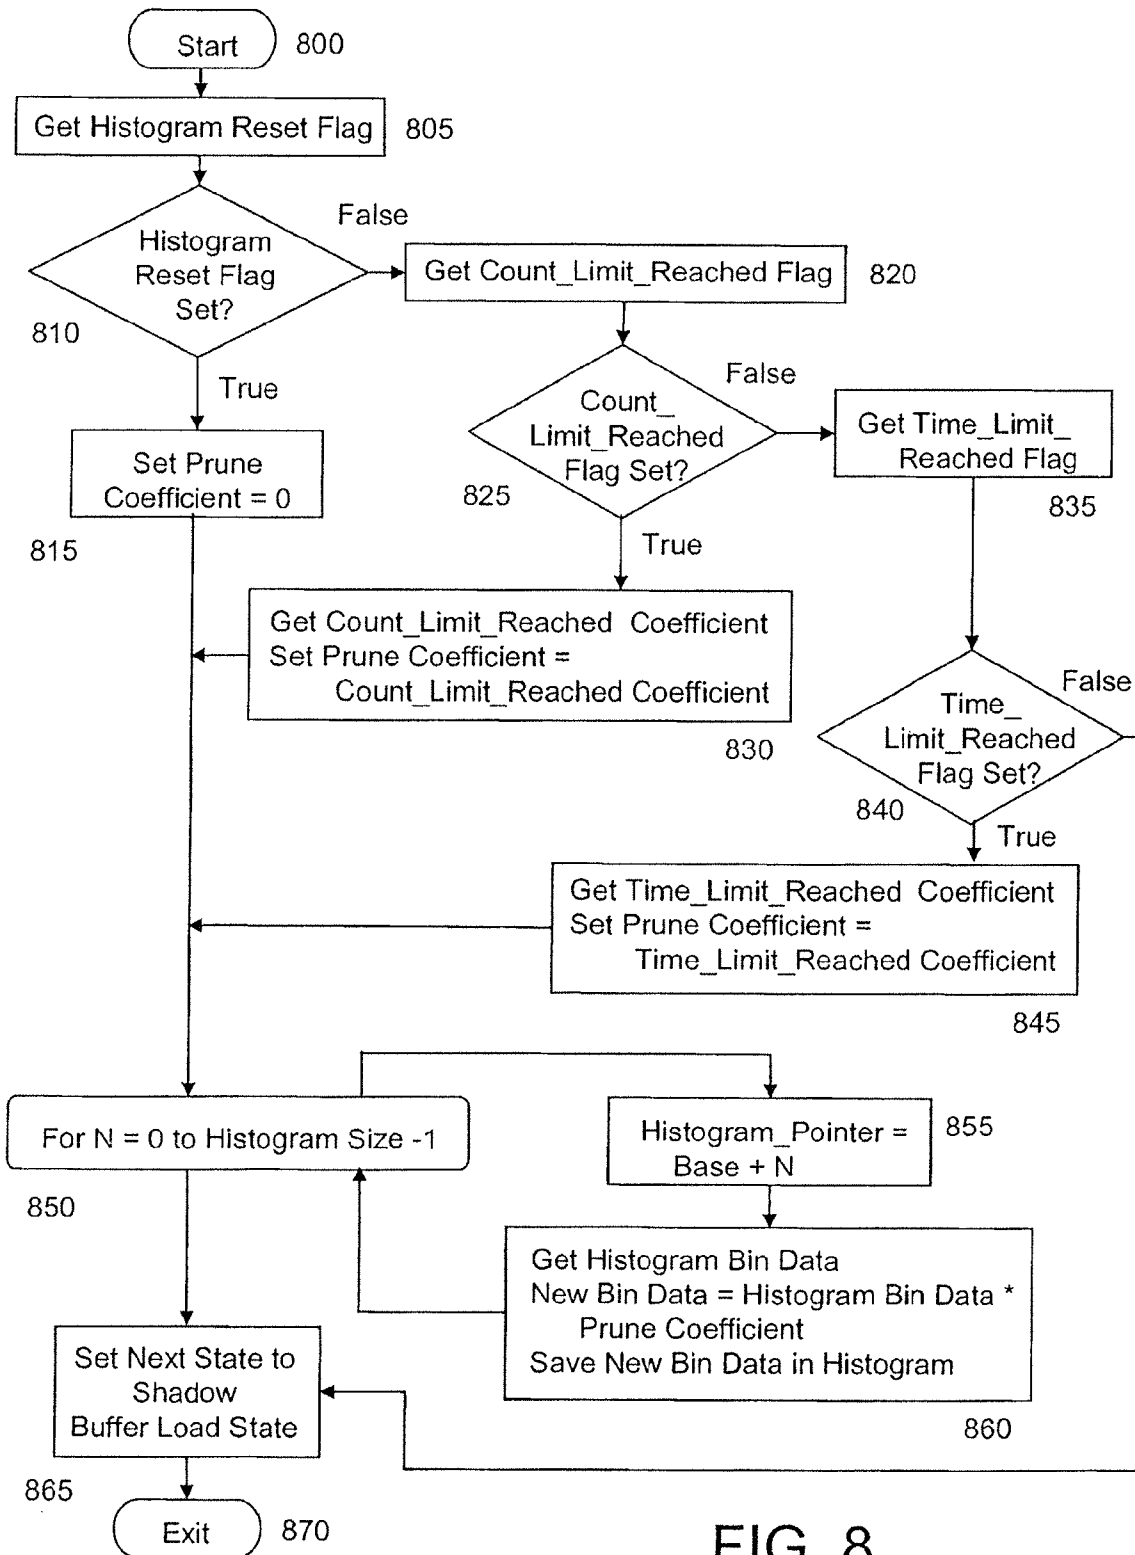 Start
800
Get Histogram Reset Flag
805
False
Histogram
Reset Flag
Set?
810
True
Get Count_Limit_Reached Flag
820
False
Count_
Limit_Reached
Flag Set?
825
True
Get Time_Limit_
Reached Flag
835
Set Prune
Coefficient = 0
815
Get Count_Limit_Reached Coefficient
Set Prune Coefficient =
Count_Limit_Reached Coefficient
830
False
Time_
Limit_Reached
Flag Set?
840
True
Get Time_Limit_Reached Coefficient
Set Prune Coefficient =
Time_Limit_Reached Coefficient
845
For N = 0 to Histogram Size -1
850
Histogram_Pointer =
Base + N
855
Get Histogram Bin Data
New Bin Data = Histogram Bin Data *
Prune Coefficient
Save New Bin Data in Histogram
860
Set Next State to
Shadow
Buffer Load State
865
Exit
870
FIG. 8